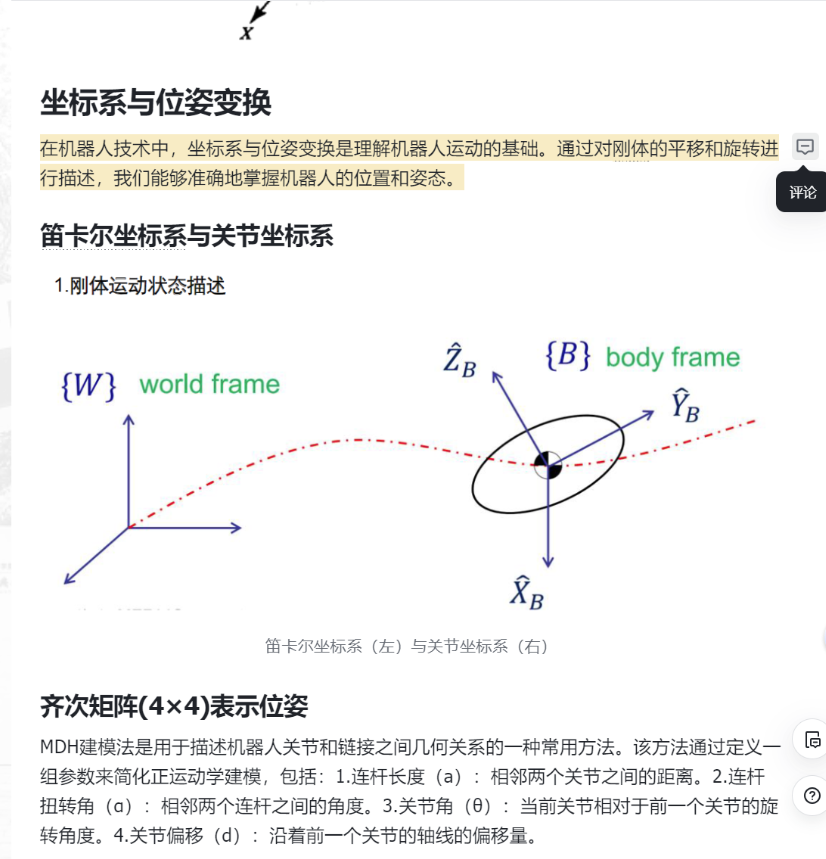 x
坐标系与位姿变换
在机器人技术中，坐标系与位姿变换是理解机器人运动的基础。通过对刚体的平移和旋转进
行描述，我们能够准确地掌握机器人的位置和姿态。
评论
笛卡尔坐标系与关节坐标系
1.刚体运动状态描述
{W} world frame
Ẑ_B
{B} body frame
Ŷ_B
X̂_B
笛卡尔坐标系（左）与关节坐标系（右）
齐次矩阵(4×4)表示位姿
MDH建模法是用于描述机器人关节和链接之间几何关系的一种常用方法。该方法通过定义一
组参数来简化正运动学建模，包括：1.连杆长度（a）：相邻两个关节之间的距离。2.连杆
扭转角（α）：相邻两个连杆之间的角度。3.关节角（θ）：当前关节相对于前一个关节的旋
转角度。4.关节偏移（d）：沿着前一个关节的轴线的偏移量。